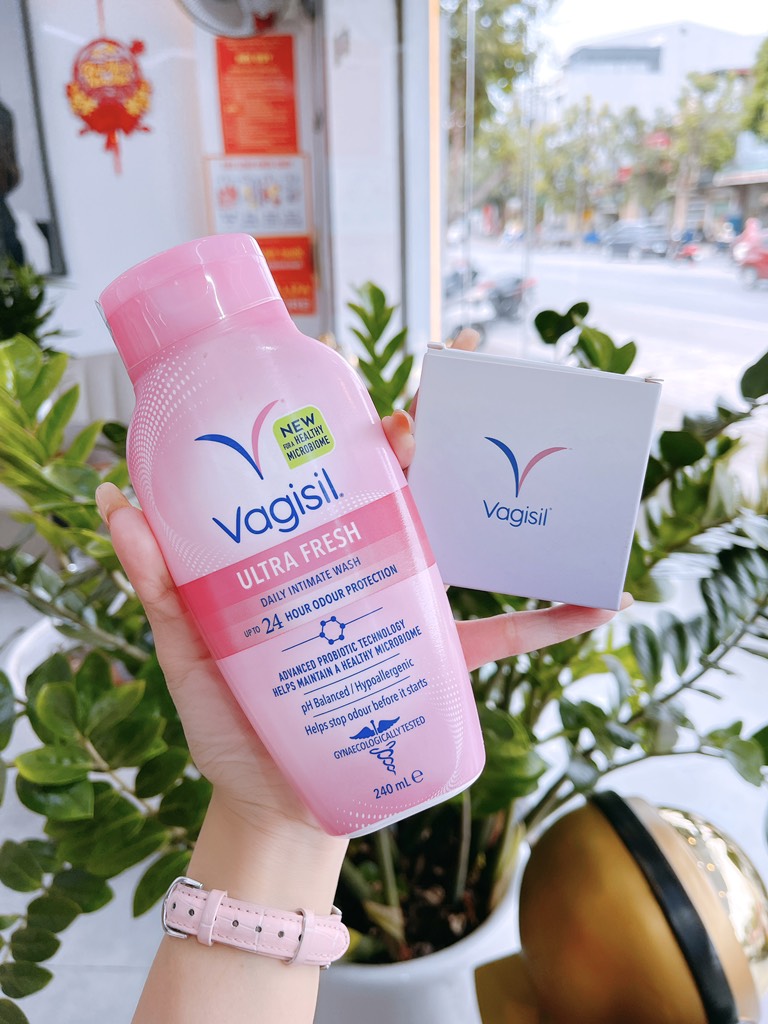 NEW
FOR A HEALTHY
MICROBIOME
Vagisil
ULTRA FRESH
DAILY INTIMATE WASH
UP TO 24 HOUR ODOUR PROTECTION
ADVANCED PROBIOTIC TECHNOLOGY
HELPS MAINTAIN A HEALTHY MICROBIOME
pH Balanced / Hypoallergenic
Helps stop odour before it starts
GYNAECOLOGICALLY TESTED
240 mL ℮
Vagisil™